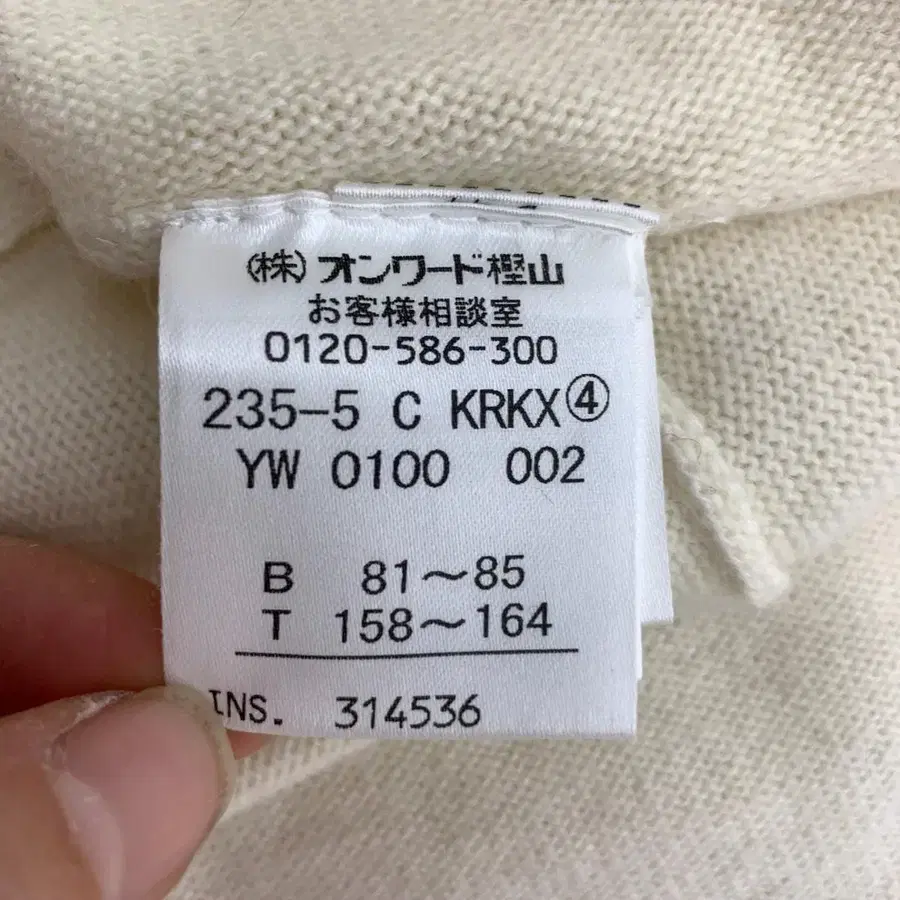 (株)オンワード樫山
お客様相談室
0120-586-300
235-5 C KRKX④
YW 0100 002
B 81～85
T 158～164
INS. 314536